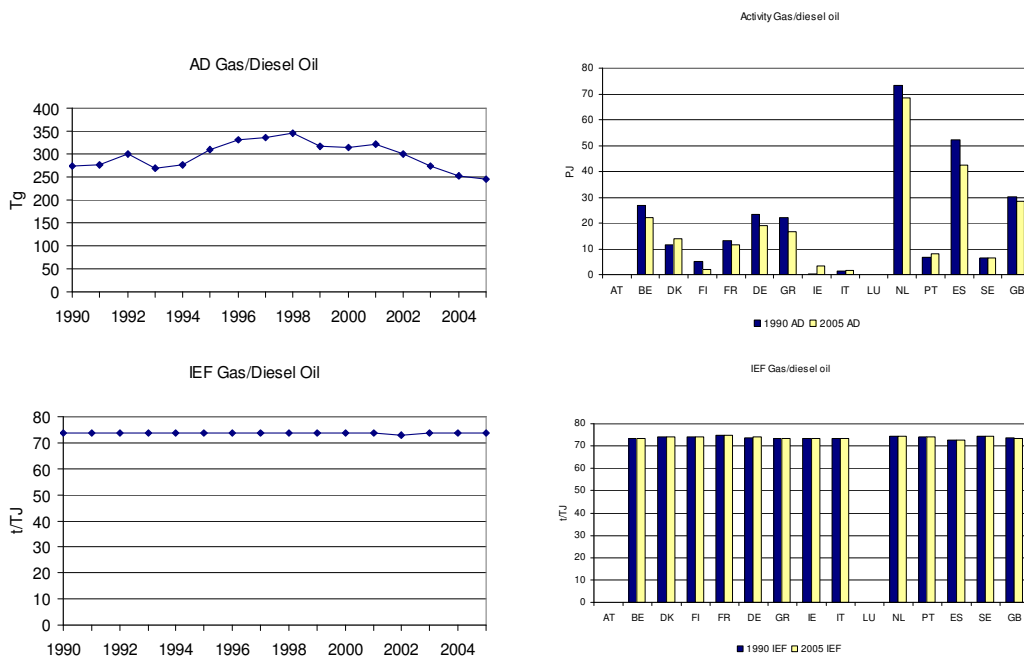 AD Gas/Diesel Oil
400
350
300
250
200
150
100
50
0
Tg
1990 1992 1994 1996 1998 2000 2002 2004
Activity Gas/diesel oil
80
70
60
50
40
30
20
10
0
PJ
AT BE DK FI FR DE GR IE IT LU NL PT ES SE GB
1990 AD 2005 AD
IEF Gas/Diesel Oil
80
70
60
50
40
30
20
10
0
t/TJ
1990 1992 1994 1996 1998 2000 2002 2004
IEF Gas/diesel oil
80
70
60
50
40
30
20
10
0
t/TJ
AT BE DK FI FR DE GR IE IT LU NL PT ES SE GB
1990 IEF 2005 IEF